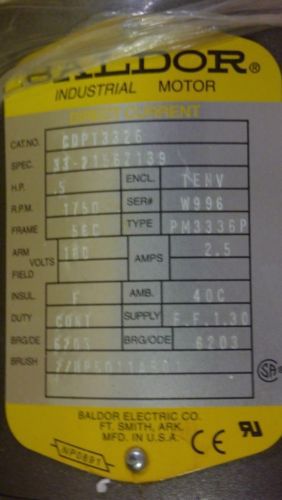 BALDOR®
INDUSTRIAL MOTOR
DIRECT CURRENT
CAT.NO. CDPT3326
SPEC. 33-2156Z139
H.P. .5 ENCL. TENV
R.P.M. 1750 SER# W996
FRAME 56C TYPE PM3336P
ARM VOLTS 180 AMPS 2.5
FIELD
INSUL. F AMB. 40C
DUTY CONT SUPPLY F.F.1.30
BRG/DE 6203 BRG/ODE 6203
BRUSH
BALDOR ELECTRIC CO.
FT. SMITH, ARK.
MFD. IN U.S.A.
NP0691